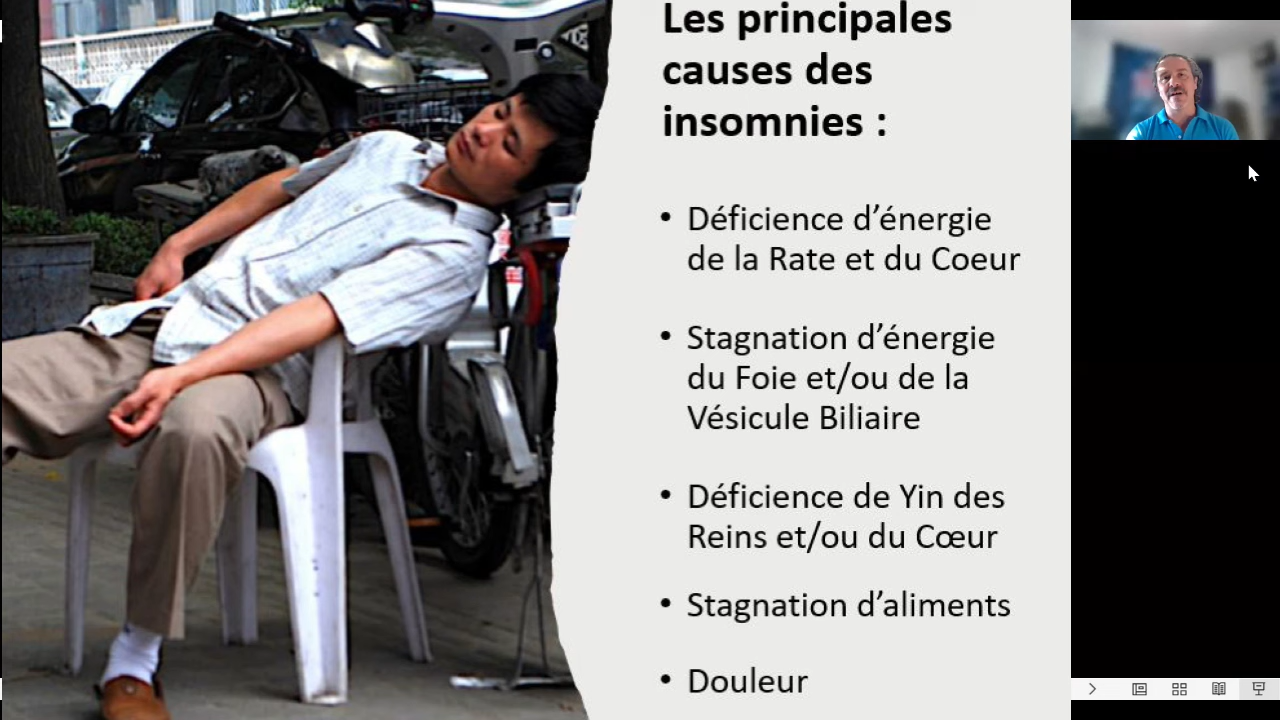 Les principales
causes des
insomnies :
• Déficience d’énergie
de la Rate et du Coeur
• Stagnation d’énergie
du Foie et/ou de la
Vésicule Biliaire
• Déficience de Yin des
Reins et/ou du Cœur
• Stagnation d’aliments
• Douleur